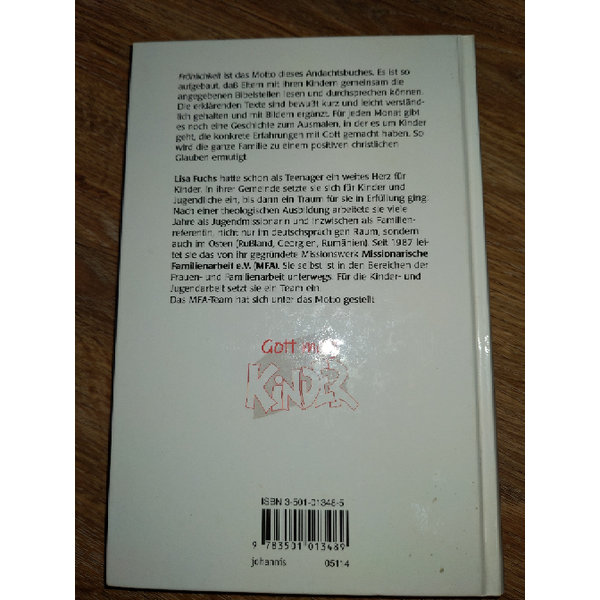 Fröhlichkeit ist das Motto dieses Andachtsbuches. Es ist so
aufgebaut, daß Eltern mit ihren Kindern gemeinsam die
angegebenen Bibelstellen lesen und durchsprechen können.
Die erklärenden Texte sind bewußt kurz und leicht verständ-
lich gehalten und mit Bildern ergänzt. Für jeden Monat gibt
es noch eine Geschichte zum Ausmalen, in der es um Kinder
geht, die konkrete Erfahrungen mit Gott gemacht haben. So
wird die ganze Familie zu einem positiven christlichen
Glauben ermutigt.
Lisa Fuchs hatte schon als Teenager ein weites Herz für
Kinder. In ihrer Gemeinde setzte sie sich für Kinder und
Jugendliche ein, bis dann ein Traum für sie in Erfüllung ging:
Nach einer theologischen Ausbildung arbeitete sie viele
Jahre als Jugendmissionarin und inzwischen als Familien-
referentin, nicht nur im deutschsprachigen Raum, sondern
auch im Osten (Rußland, Georgien, Rumänien). Seit 1987 lei-
tet sie das von ihr gegründete Missionswerk Missionarische
Familienarbeit e.V. (MFA). Sie selbst ist in den Bereichen der
Frauen- und Familienarbeit unterwegs. Für die Kinder- und
Jugendarbeit setzt sie ein Team ein.
Das MFA-Team hat sich unter das Motto gestellt
Gott
KINDER
ISBN 3-501-01348-5
9 783501 013489
johannis 05114